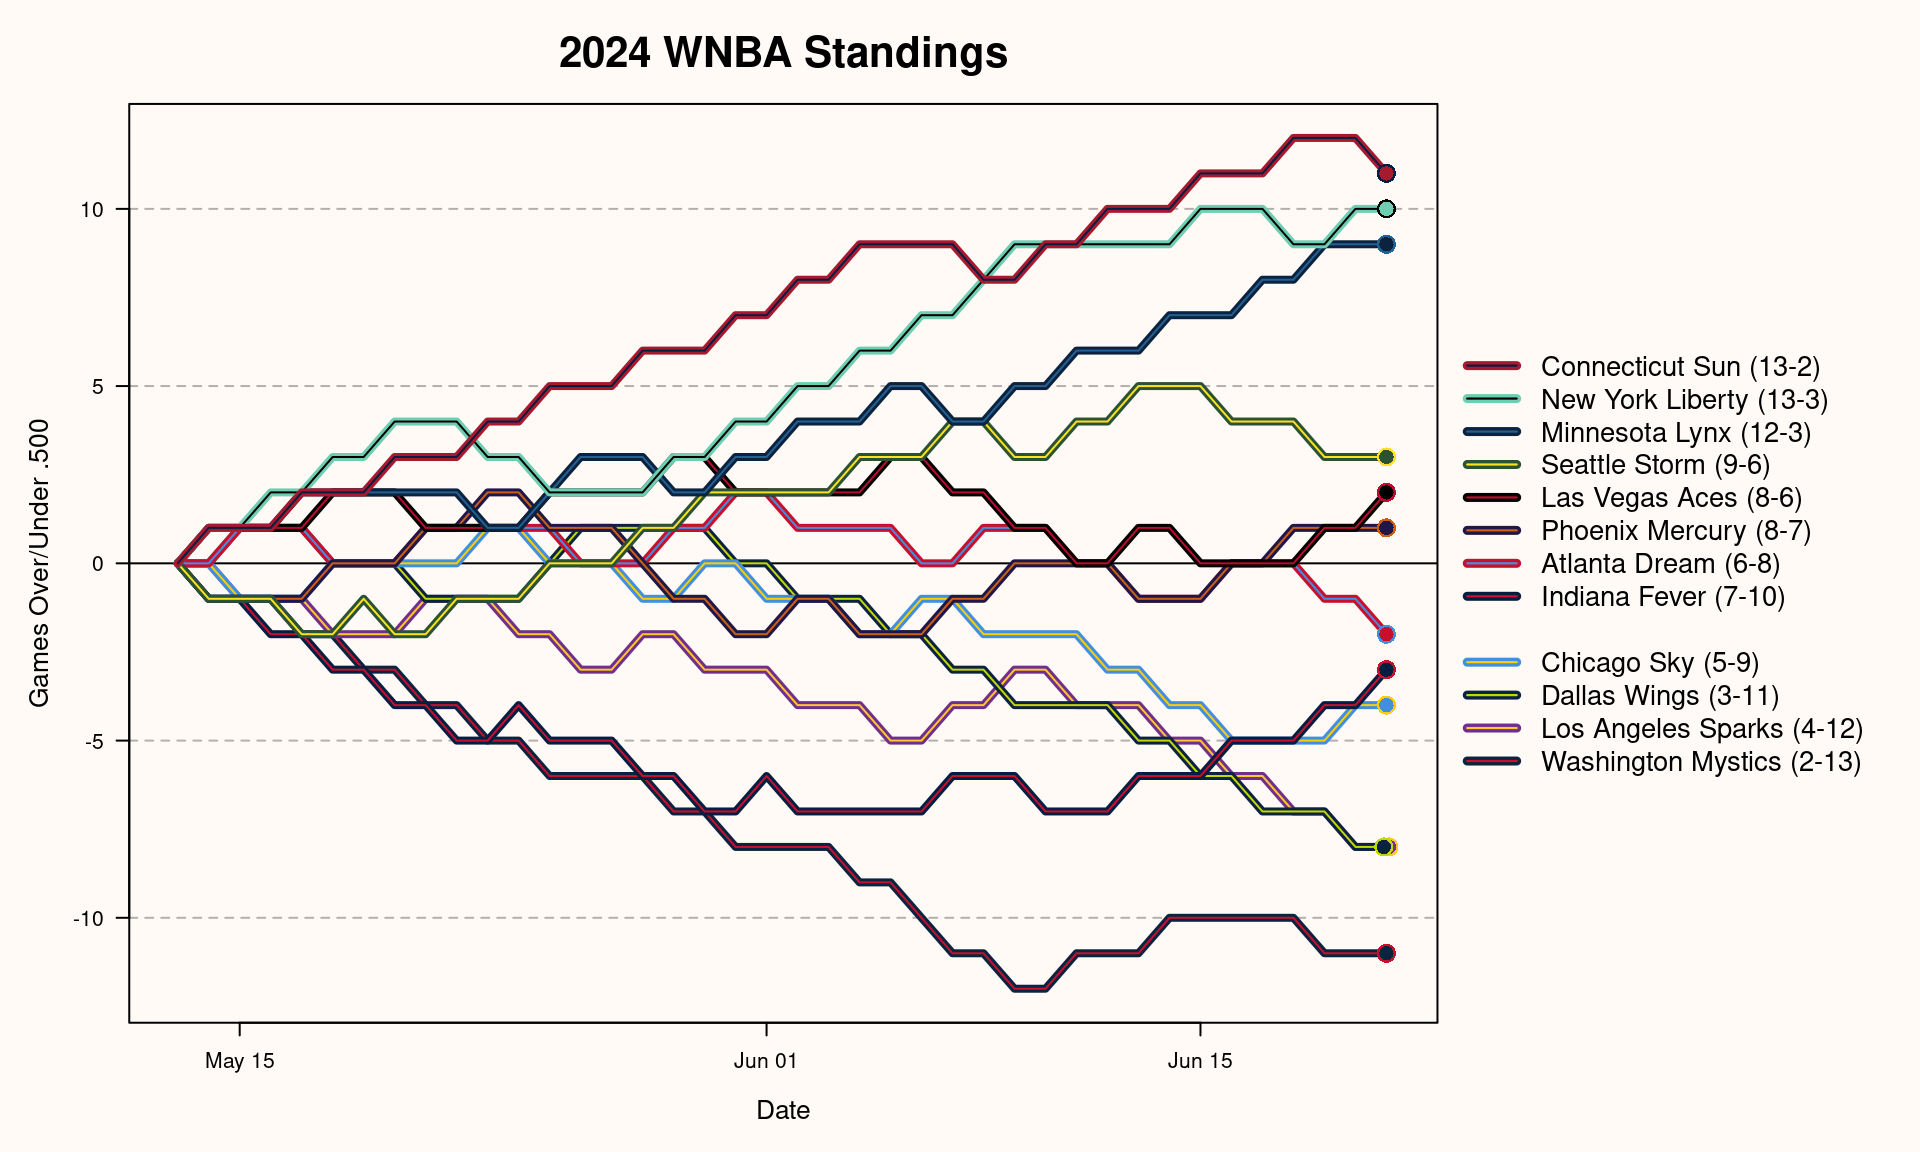 2024 WNBA Standings
Games Over/Under .500
10
5
0
-5
-10
May 15
Jun 01
Jun 15
Date
Connecticut Sun (13-2)
New York Liberty (13-3)
Minnesota Lynx (12-3)
Seattle Storm (9-6)
Las Vegas Aces (8-6)
Phoenix Mercury (8-7)
Atlanta Dream (6-8)
Indiana Fever (7-10)
Chicago Sky (5-9)
Dallas Wings (3-11)
Los Angeles Sparks (4-12)
Washington Mystics (2-13)